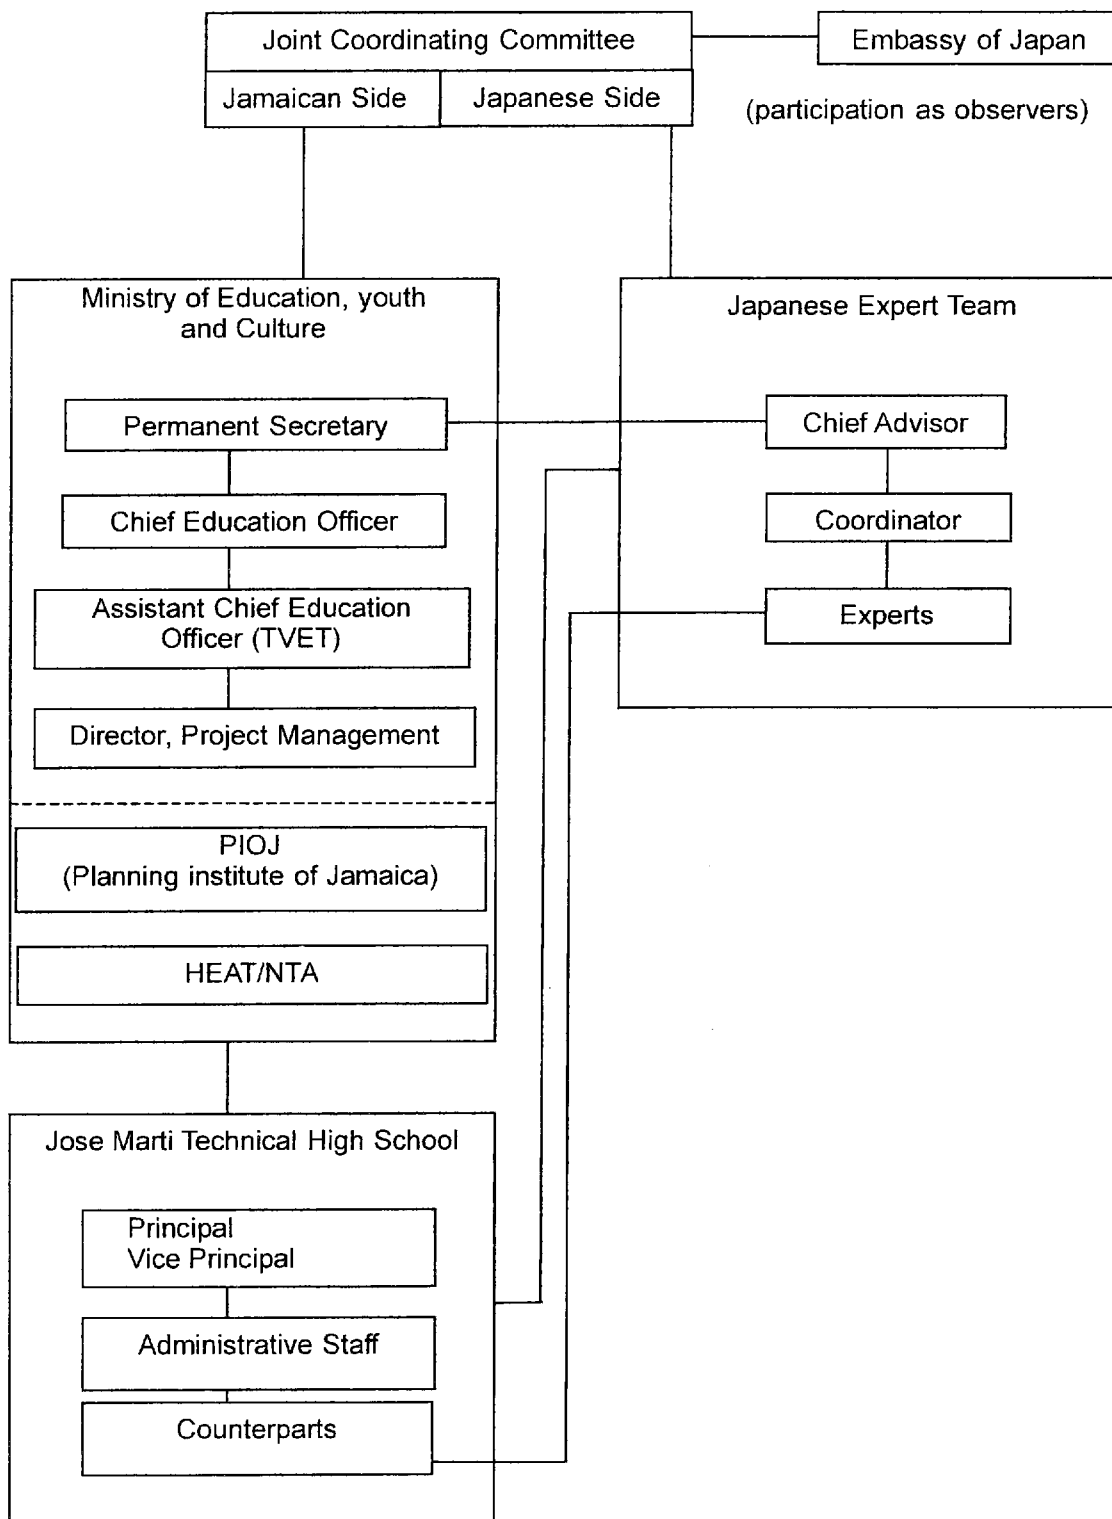 Joint Coordinating Committee
Embassy of Japan
Jamaican Side
Japanese Side
(participation as observers)
Ministry of Education, youth
and Culture
Permanent Secretary
Chief Education Officer
Assistant Chief Education
Officer (TVET)
Director, Project Management
PIOJ
(Planning institute of Jamaica)
HEAT/NTA
Japanese Expert Team
Chief Advisor
Coordinator
Experts
Jose Marti Technical High School
Principal
Vice Principal
Administrative Staff
Counterparts